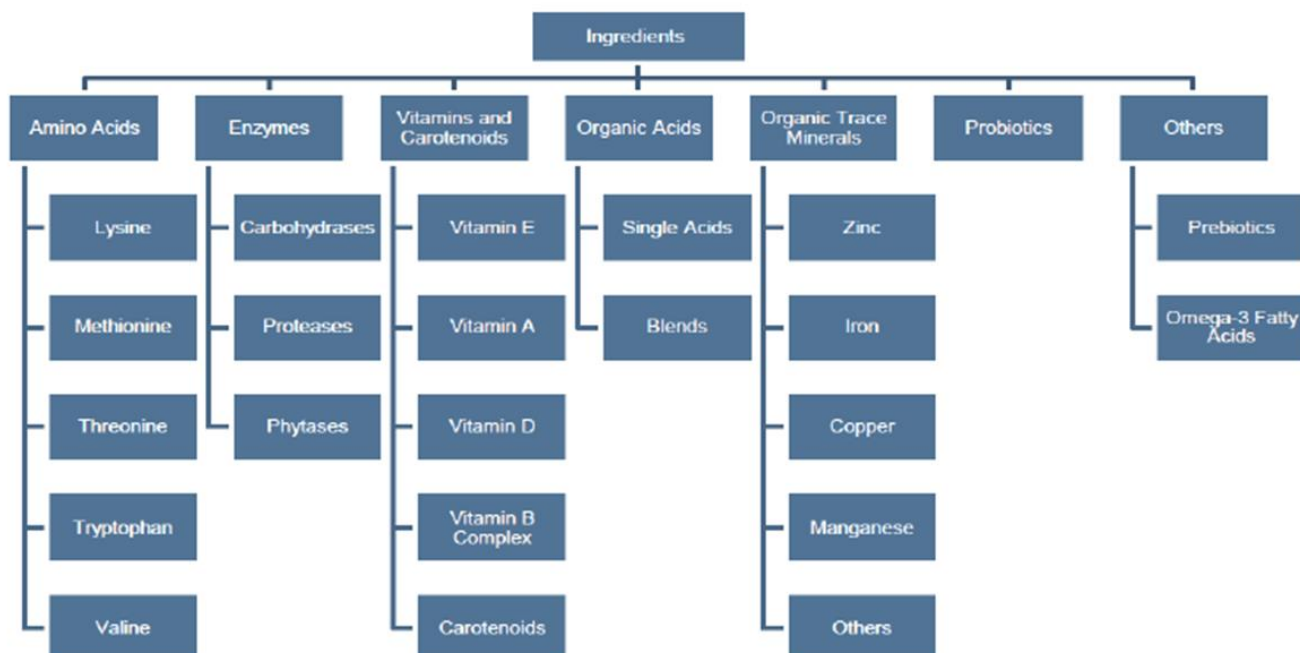 Ingredients
Amino Acids
Enzymes
Vitamins and
Carotenoids
Organic Acids
Organic Trace
Minerals
Probiotics
Others
Lysine
Carbohydrases
Vitamin E
Single Acids
Zinc
Prebiotics
Methionine
Proteases
Vitamin A
Blends
Iron
Omega-3 Fatty
Acids
Threonine
Phytases
Vitamin D
Copper
Tryptophan
Vitamin B
Complex
Manganese
Valine
Carotenoids
Others